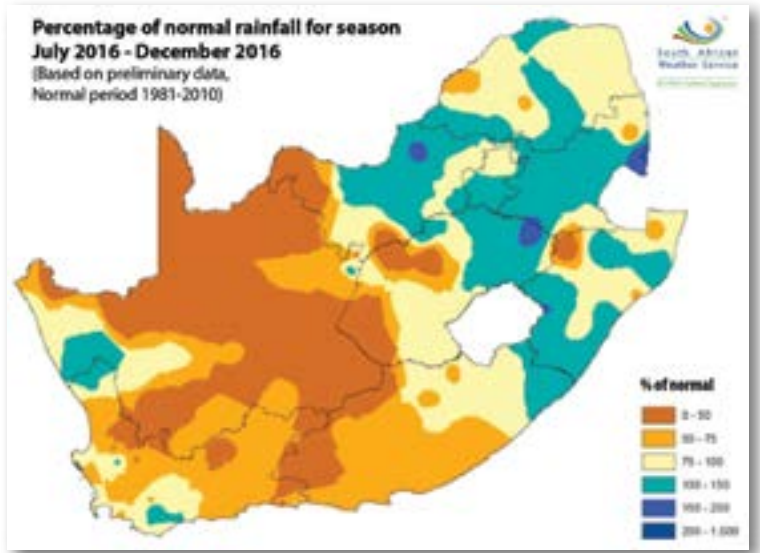 Percentage of normal rainfall for season
July 2016 - December 2016
(Based on preliminary data,
Normal period 1981-2010)
South African
Weather Service
% of normal
0 - 50
50 - 75
75 - 100
100 - 150
150 - 200
200 - 1,000